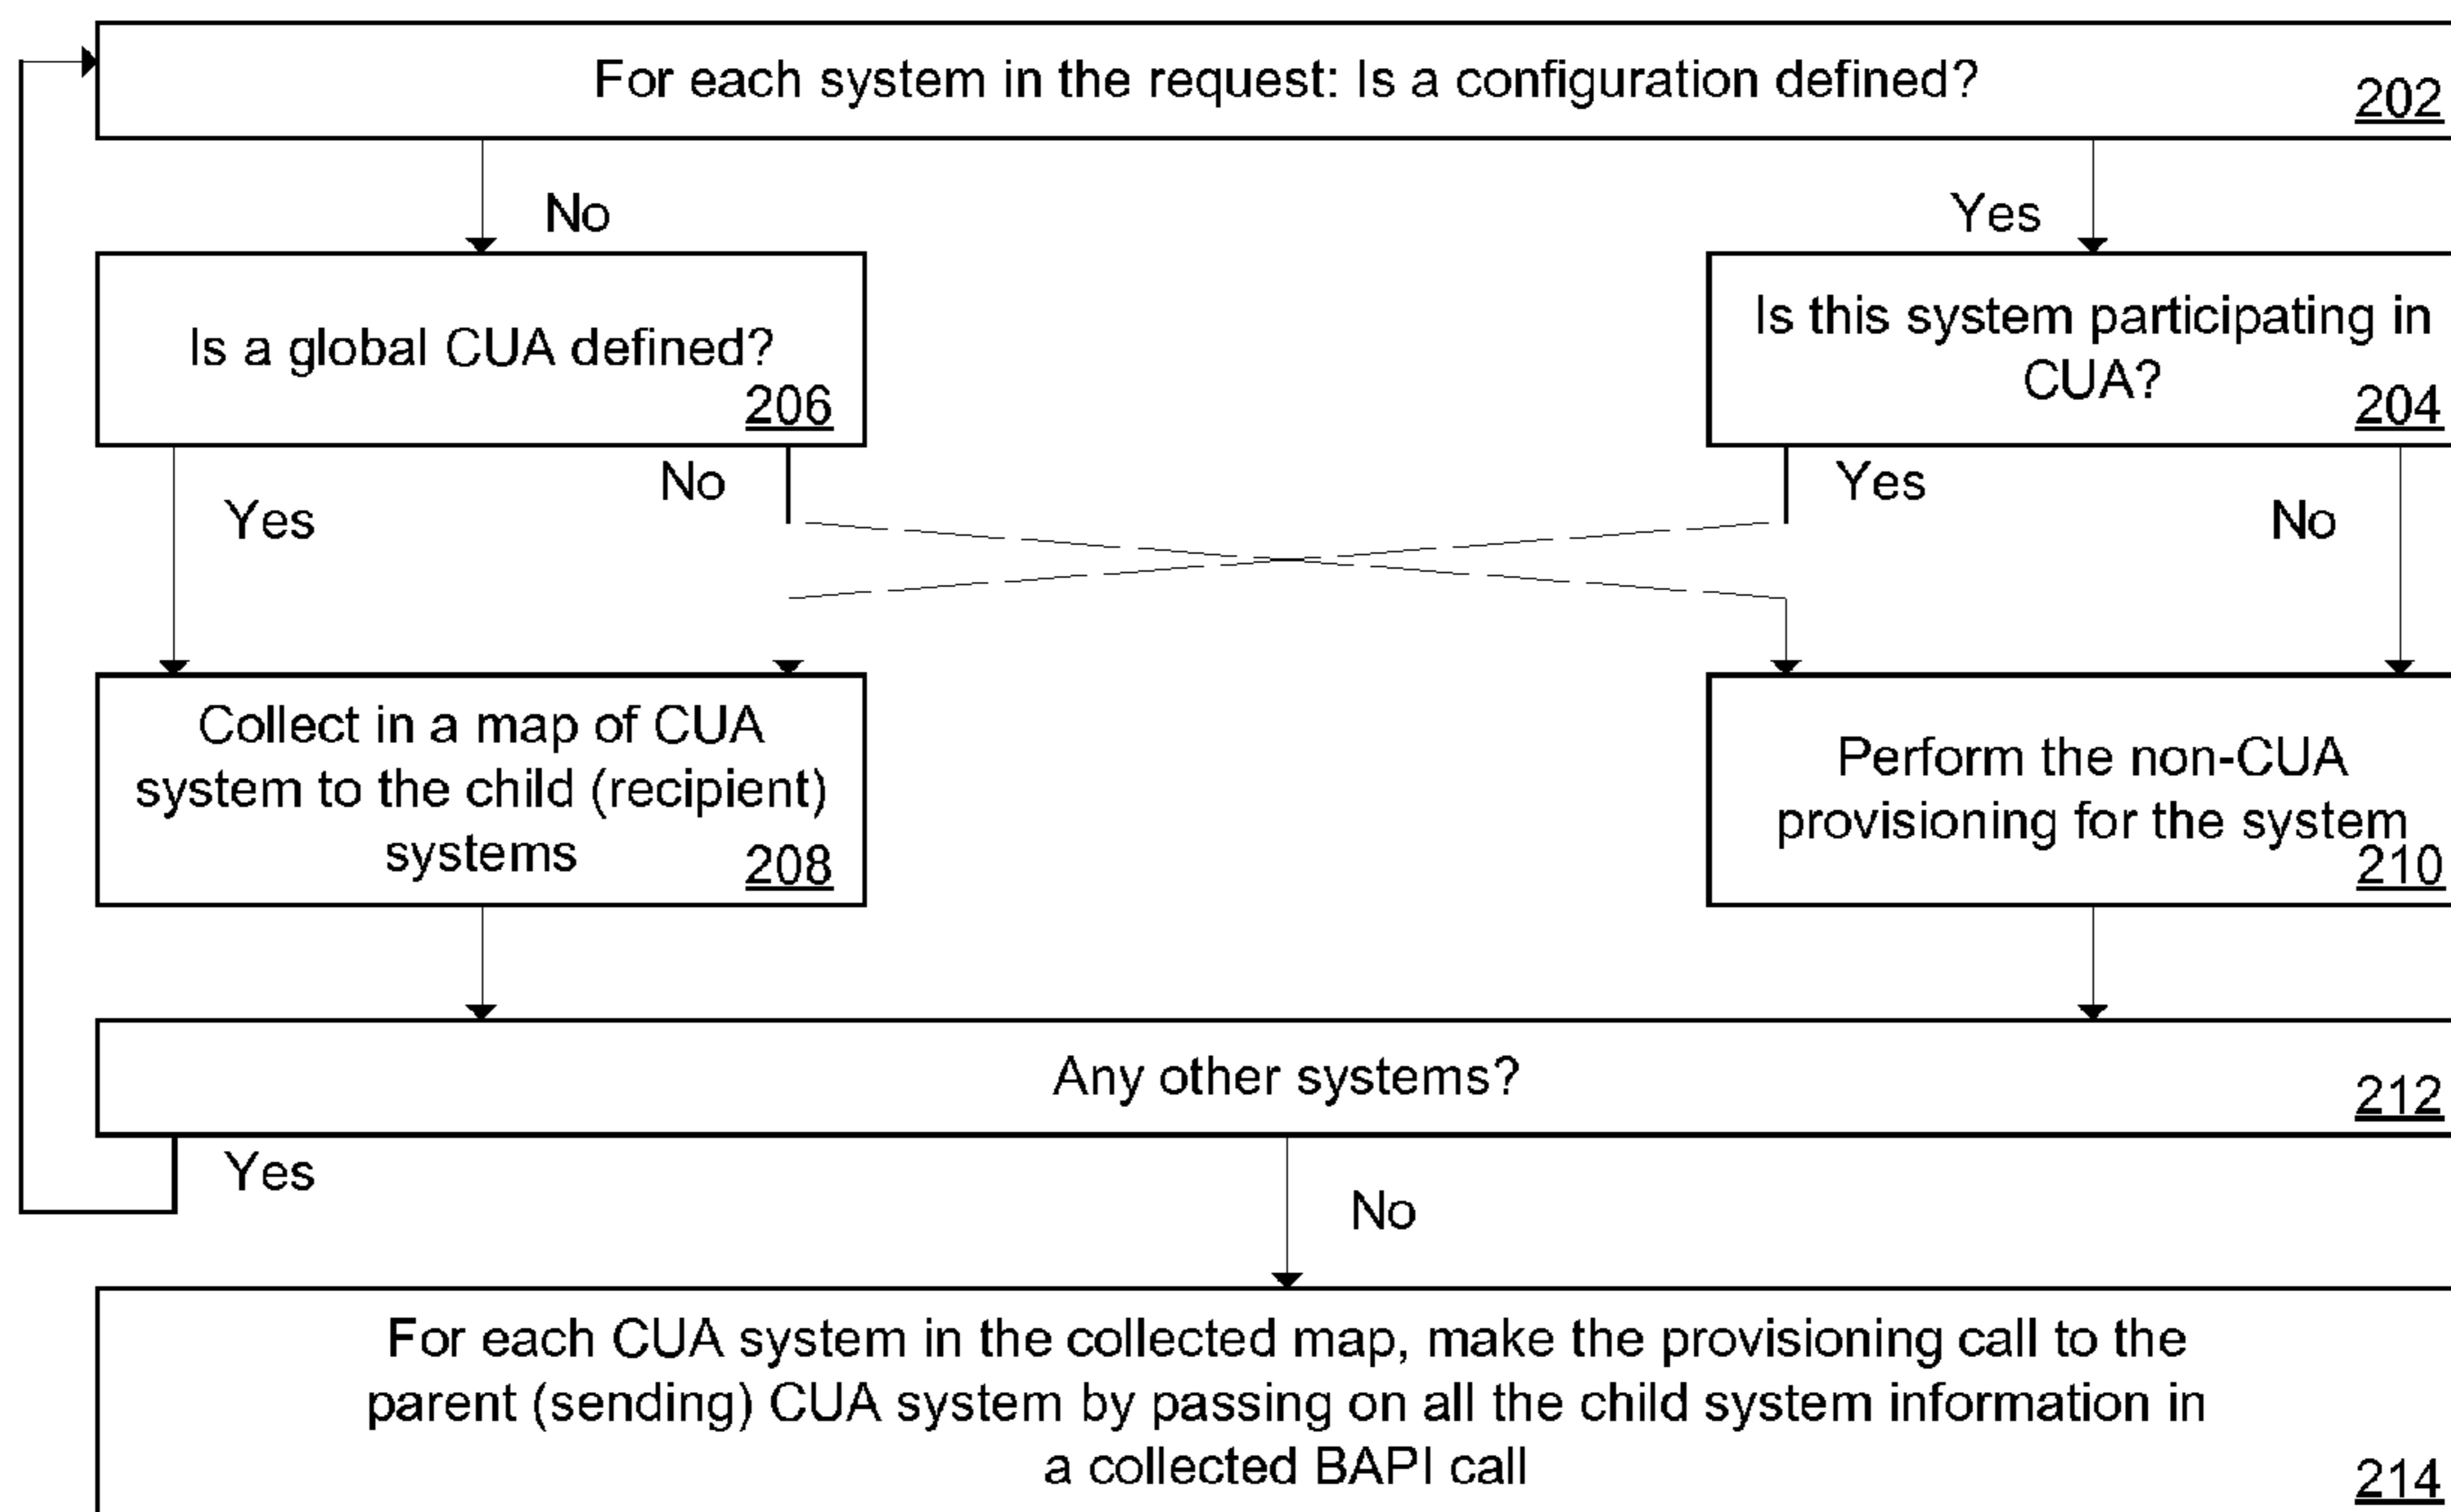 For each system in the request: Is a configuration defined?
202
No
Yes
Is a global CUA defined?
206
Is this system participating in
CUA?
204
Yes
No
Yes
No
Collect in a map of CUA
system to the child (recipient)
systems
208
Perform the non-CUA
provisioning for the system
210
Any other systems?
212
Yes
No
For each CUA system in the collected map, make the provisioning call to the
parent (sending) CUA system by passing on all the child system information in
a collected BAPI call
214